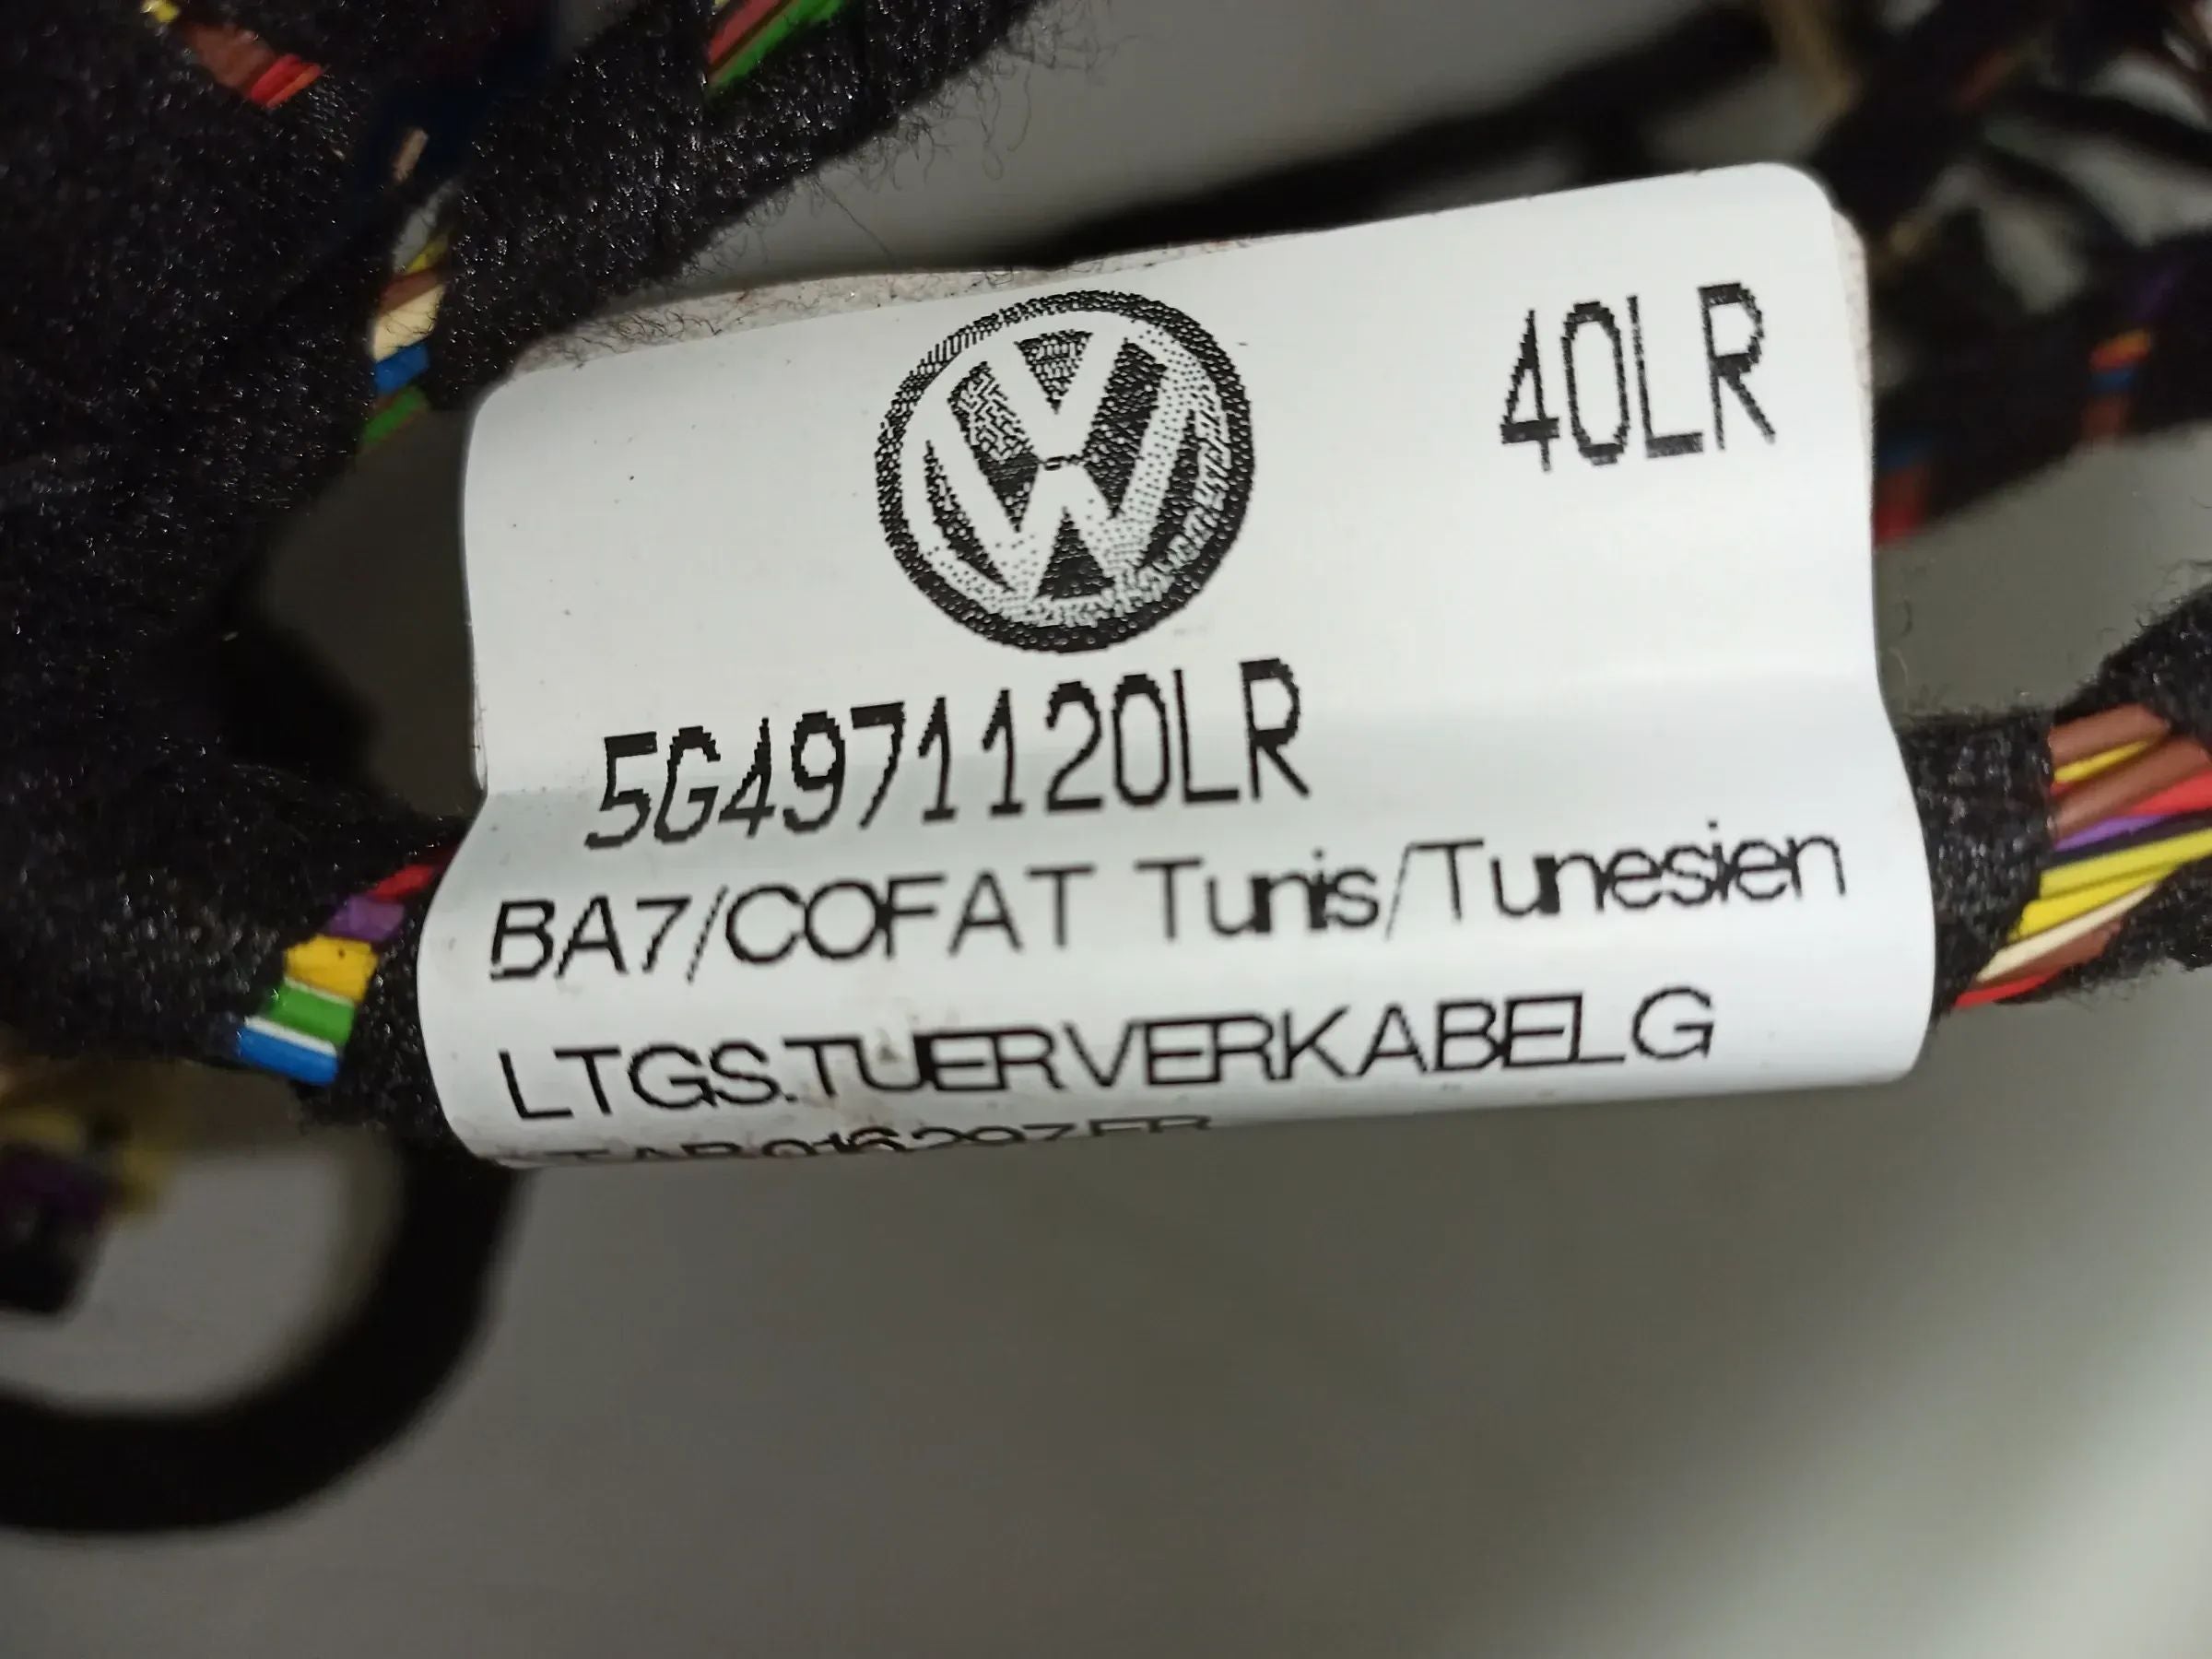 40LR
5G4971120LR
BA7/COFAT Tunis/Tunesien
LTGS.TUERVERKABELG